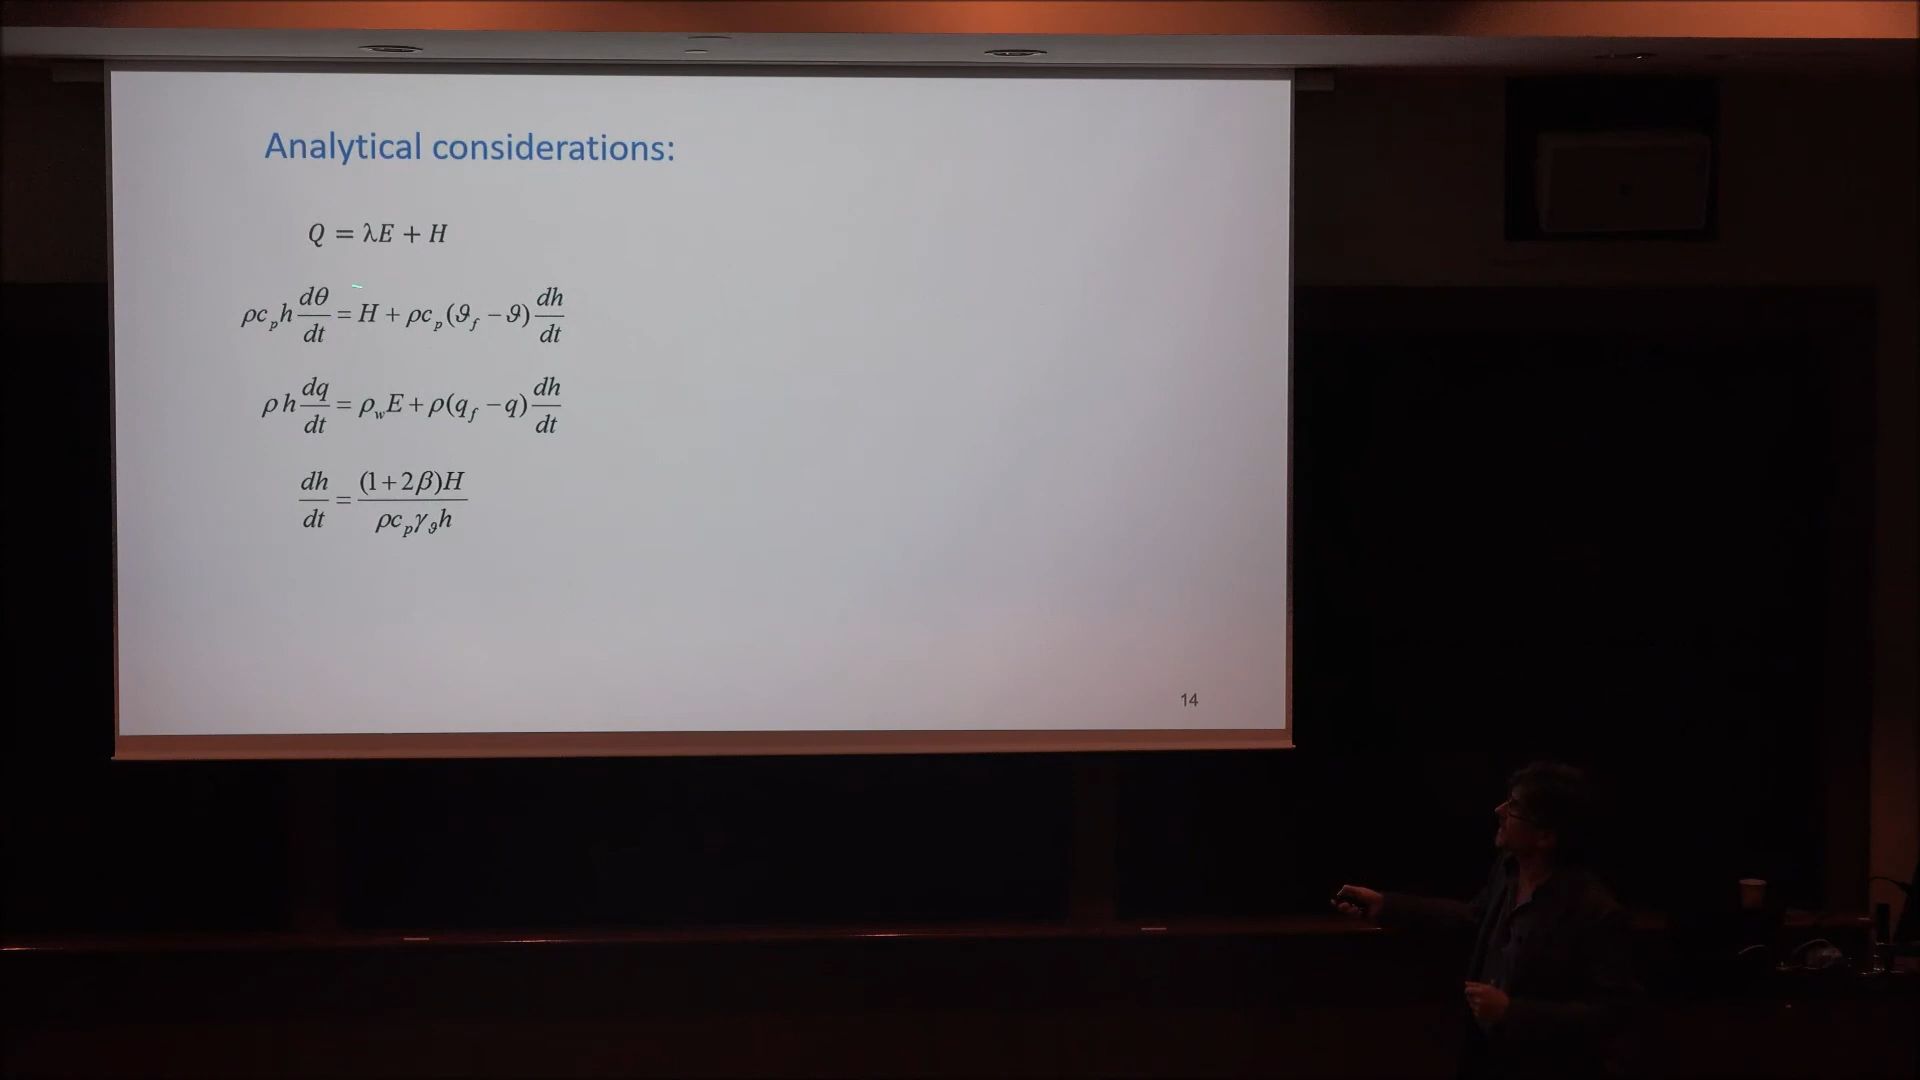 Analytical considerations:
Q = λE + H
ρc_p h dθ/dt = H + ρc_p(ϑ_f − ϑ) dh/dt
ρ h dq/dt = ρ_w E + ρ(q_f − q) dh/dt
dh/dt = (1+2β)H / ρc_p γ_ϑ h
14